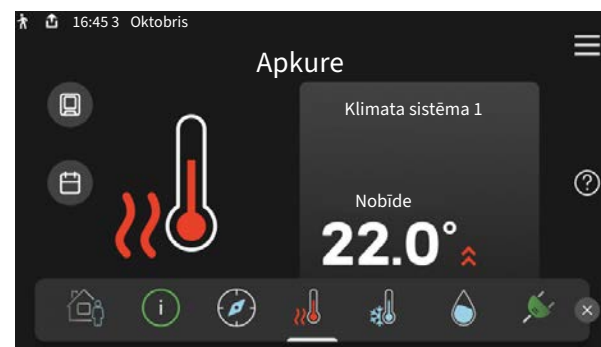 16:45 3 Oktobris
Apkure
Klimata sistēma 1
Nobīde
22.0°